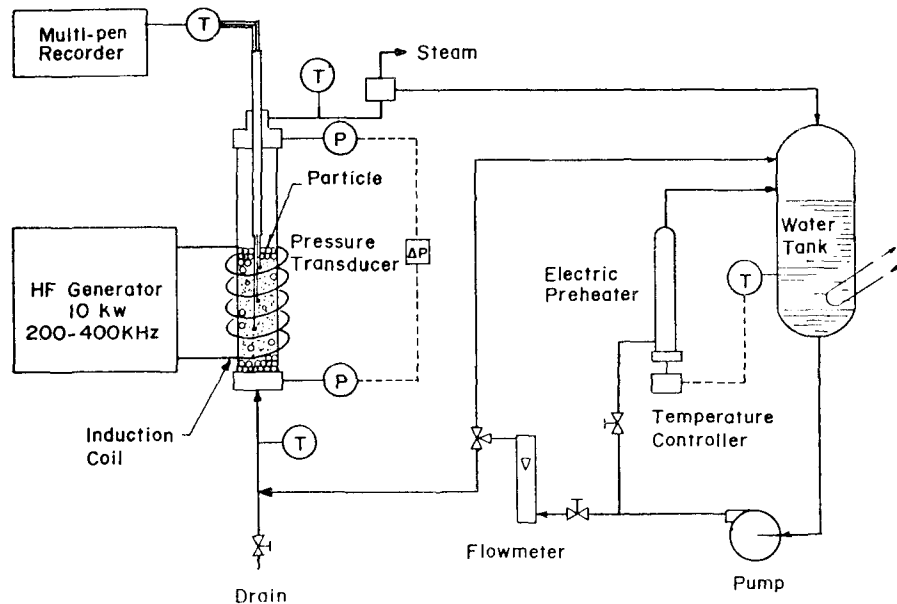 Multi-pen
Recorder
T
T
Steam
P
Particle
Pressure
Transducer
ΔP
HF Generator
10 kw
200-400KHz
Water
Tank
Electric
Preheater
T
P
Induction
Coil
T
Temperature
Controller
Flowmeter
Pump
Drain